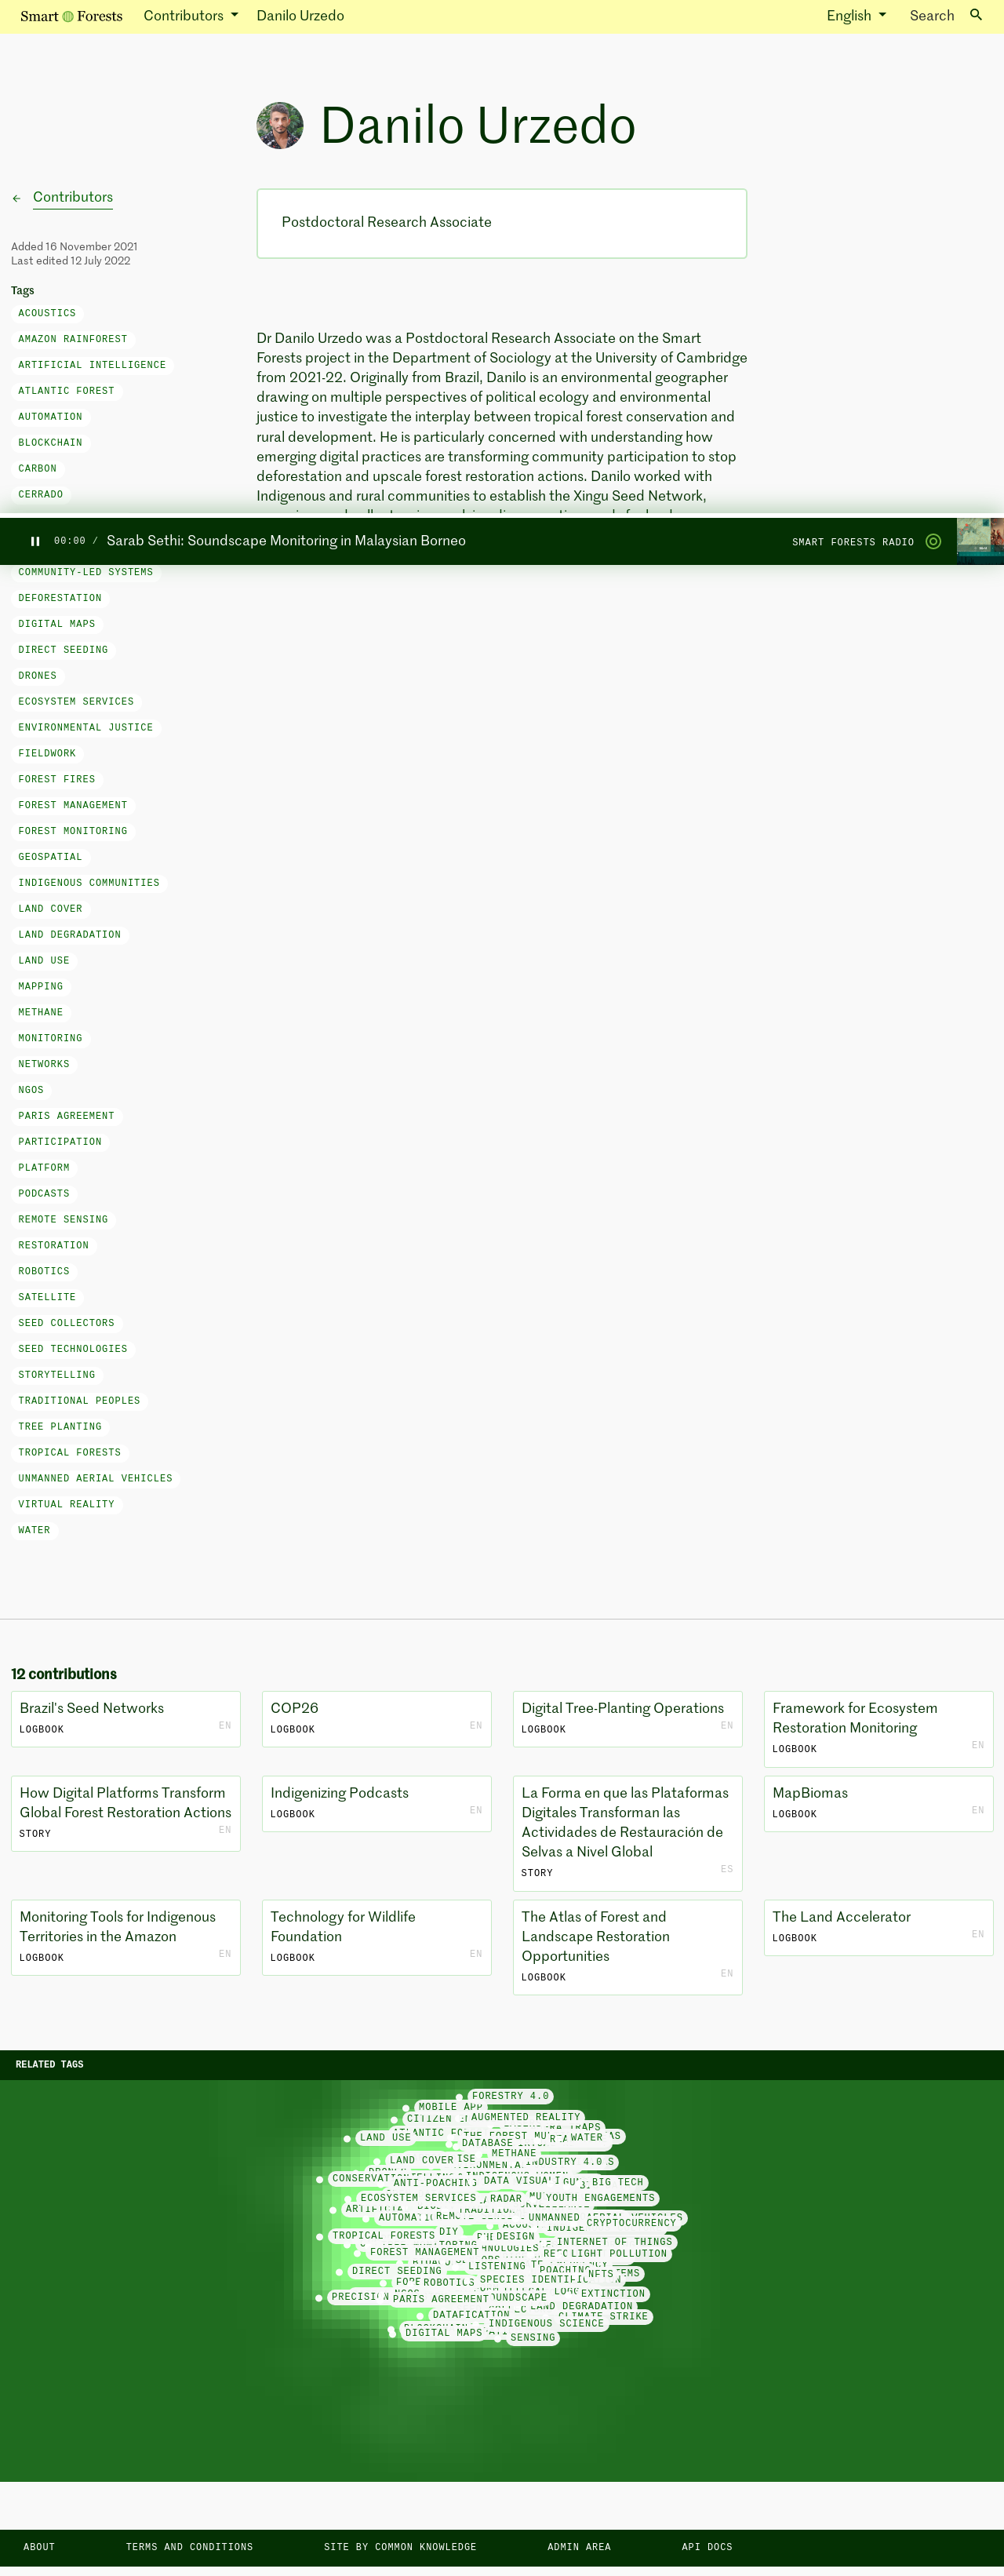 Smart Forests
Contributors
Danilo Urzedo
English
Search
Danilo Urzedo
Contributors
Added 16 November 2021
Last edited 12 July 2022
Tags
ACOUSTICS
AMAZON RAINFOREST
ARTIFICIAL INTELLIGENCE
ATLANTIC FOREST
AUTOMATION
BLOCKCHAIN
CARBON
CERRADO
Postdoctoral Research Associate
Dr Danilo Urzedo was a Postdoctoral Research Associate on the Smart
Forests project in the Department of Sociology at the University of Cambridge
from 2021-22. Originally from Brazil, Danilo is an environmental geographer
drawing on multiple perspectives of political ecology and environmental
justice to investigate the interplay between tropical forest conservation and
rural development. He is particularly concerned with understanding how
emerging digital practices are transforming community participation to stop
deforestation and upscale forest restoration actions. Danilo worked with
Indigenous and rural communities to establish the Xingu Seed Network,
00:00 / Sarab Sethi: Soundscape Monitoring in Malaysian Borneo
SMART FORESTS RADIO
COMMUNITY-LED SYSTEMS
DEFORESTATION
DIGITAL MAPS
DIRECT SEEDING
DRONES
ECOSYSTEM SERVICES
ENVIRONMENTAL JUSTICE
FIELDWORK
FOREST FIRES
FOREST MANAGEMENT
FOREST MONITORING
GEOSPATIAL
INDIGENOUS COMMUNITIES
LAND COVER
LAND DEGRADATION
LAND USE
MAPPING
METHANE
MONITORING
NETWORKS
NGOS
PARIS AGREEMENT
PARTICIPATION
PLATFORM
PODCASTS
REMOTE SENSING
RESTORATION
ROBOTICS
SATELLITE
SEED COLLECTORS
SEED TECHNOLOGIES
STORYTELLING
TRADITIONAL PEOPLES
TREE PLANTING
TROPICAL FORESTS
UNMANNED AERIAL VEHICLES
VIRTUAL REALITY
WATER
12 contributions
Brazil's Seed Networks
LOGBOOK
EN
COP26
LOGBOOK
EN
Digital Tree-Planting Operations
LOGBOOK
EN
Framework for Ecosystem
Restoration Monitoring
LOGBOOK
EN
How Digital Platforms Transform
Global Forest Restoration Actions
STORY
EN
Indigenizing Podcasts
LOGBOOK
EN
La Forma en que las Plataformas
Digitales Transforman las
Actividades de Restauración de
Selvas a Nivel Global
STORY
ES
MapBiomas
LOGBOOK
EN
Monitoring Tools for Indigenous
Territories in the Amazon
LOGBOOK
EN
Technology for Wildlife
Foundation
LOGBOOK
EN
The Atlas of Forest and
Landscape Restoration
Opportunities
LOGBOOK
EN
The Land Accelerator
LOGBOOK
EN
RELATED TAGS
FORESTRY 4.0
MOBILE APP
AUGMENTED REALITY
LAND USE
DATABASE
WATER
METHANE
LAND COVER
INDUSTRY 4.0
ANTI-POACHING
BIG TECH
ECOSYSTEM SERVICES
RADAR
YOUTH ENGAGEMENTS
UNMANNED AERIAL VEHICLES
CRYPTOCURRENCY
TROPICAL FORESTS
DIY
DESIGN
INTERNET OF THINGS
FOREST MANAGEMENT
LIGHT POLLUTION
LISTENING
DIRECT SEEDING
NFTS
ROBOTICS
EXTINCTION
PRECISION
PARIS AGREEMENT
LAND DEGRADATION
DATAFICATION
CLIMATE STRIKE
INDIGENOUS SCIENCE
DIGITAL MAPS
SENSING
ABOUT
TERMS AND CONDITIONS
SITE BY COMMON KNOWLEDGE
ADMIN AREA
API DOCS